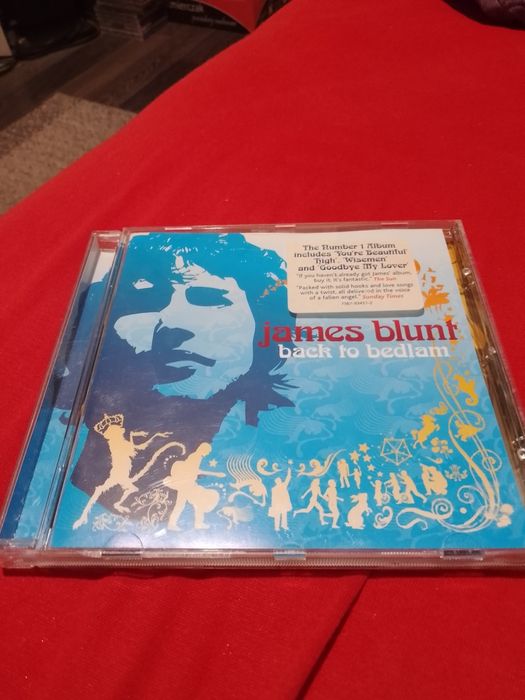 mierzak
The Number 1 Album
includes 'You're Beautiful'
'High', 'Wisemen'
and 'Goodbye My Lover'
"If you haven't already got James' album,
buy it. It's fantastic." The Sun
"Packed with solid hooks and love songs
with a twist, all delivered in the voice
of a fallen angel." Sunday Times
james blunt
back to bedlam